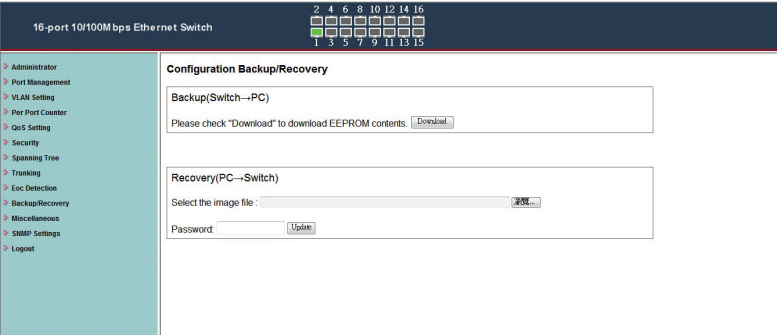 2 4 6 8 10 12 14 16
16-port 10/100Mbps Ethernet Switch
1 3 5 7 9 11 13 15
Administrator
Port Management
VLAN Setting
Per Port Counter
QoS Setting
Security
Spanning Tree
Trunking
Eoc Detection
Backup/Recovery
Miscellaneous
SNMP Settings
Logout
Configuration Backup/Recovery
Backup(Switch→PC)
Please check "Download" to download EEPROM contents. Download
Recovery(PC→Switch)
Select the image file : 瀏覽...
Password: Update